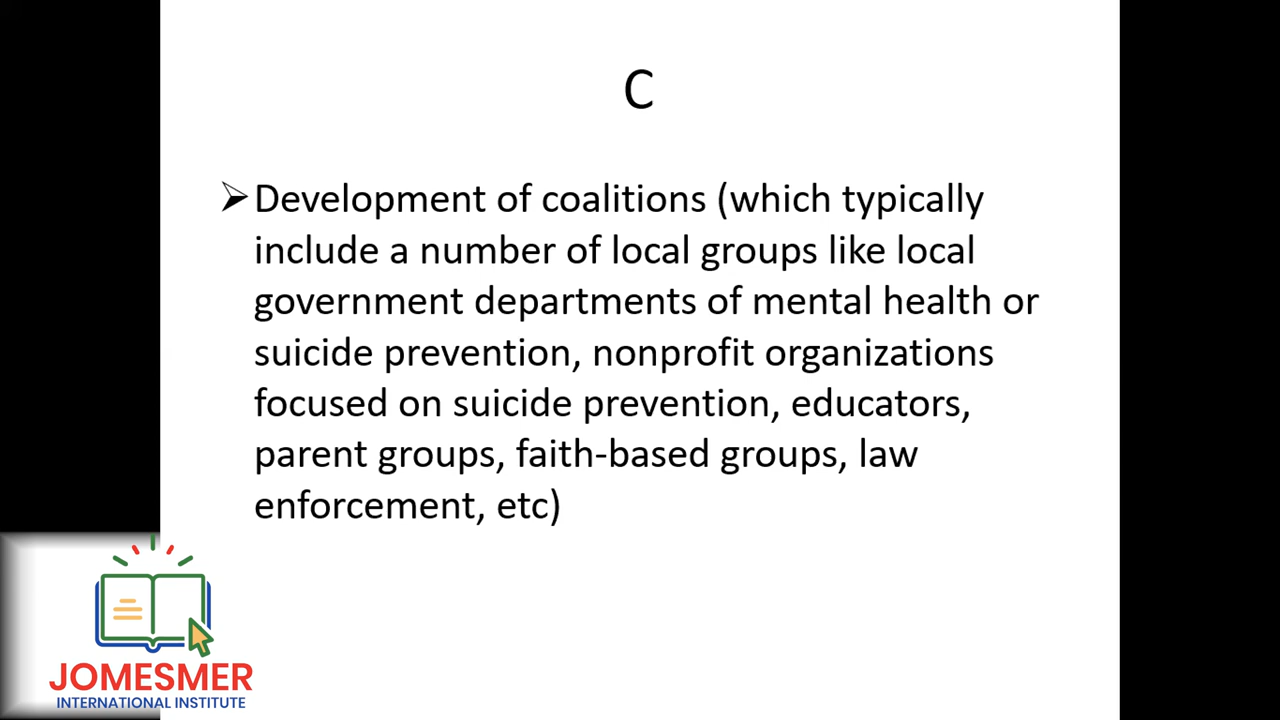 C
➢Development of coalitions (which typically
include a number of local groups like local
government departments of mental health or
suicide prevention, nonprofit organizations
focused on suicide prevention, educators,
parent groups, faith-based groups, law
enforcement, etc)
JOMESMER
INTERNATIONAL INSTITUTE